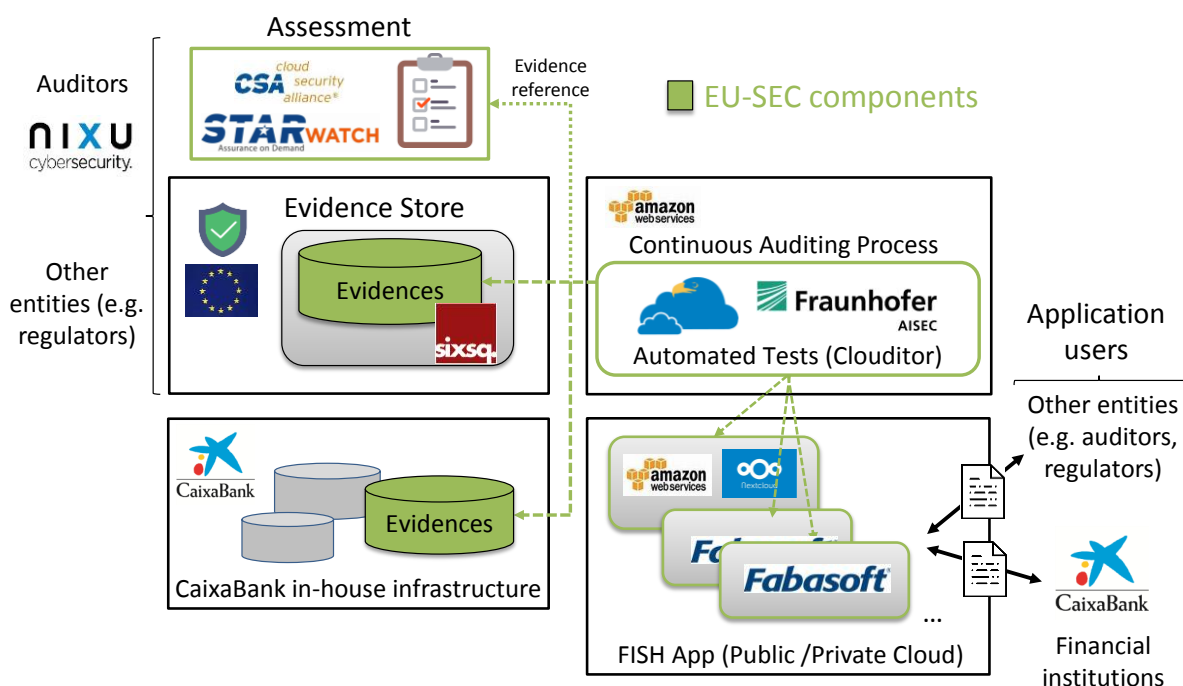 Assessment
Auditors
nixu
cybersecurity.
CSA
cloud
security
alliance®
STARWATCH
Assurance on Demand
Evidence
reference
EU-SEC components
Other
entities (e.g.
regulators)
Evidence Store
Evidences
sixsq.
amazon
webservices
Continuous Auditing Process
Fraunhofer
AISEC
Automated Tests (Clouditor)
Application
users
Other entities
(e.g. auditors,
regulators)
CaixaBank
Evidences
CaixaBank in-house infrastructure
amazon
webservices
Nextcloud
Fabasoft
Fabasoft®
...
FISH App (Public /Private Cloud)
CaixaBank
Financial
institutions